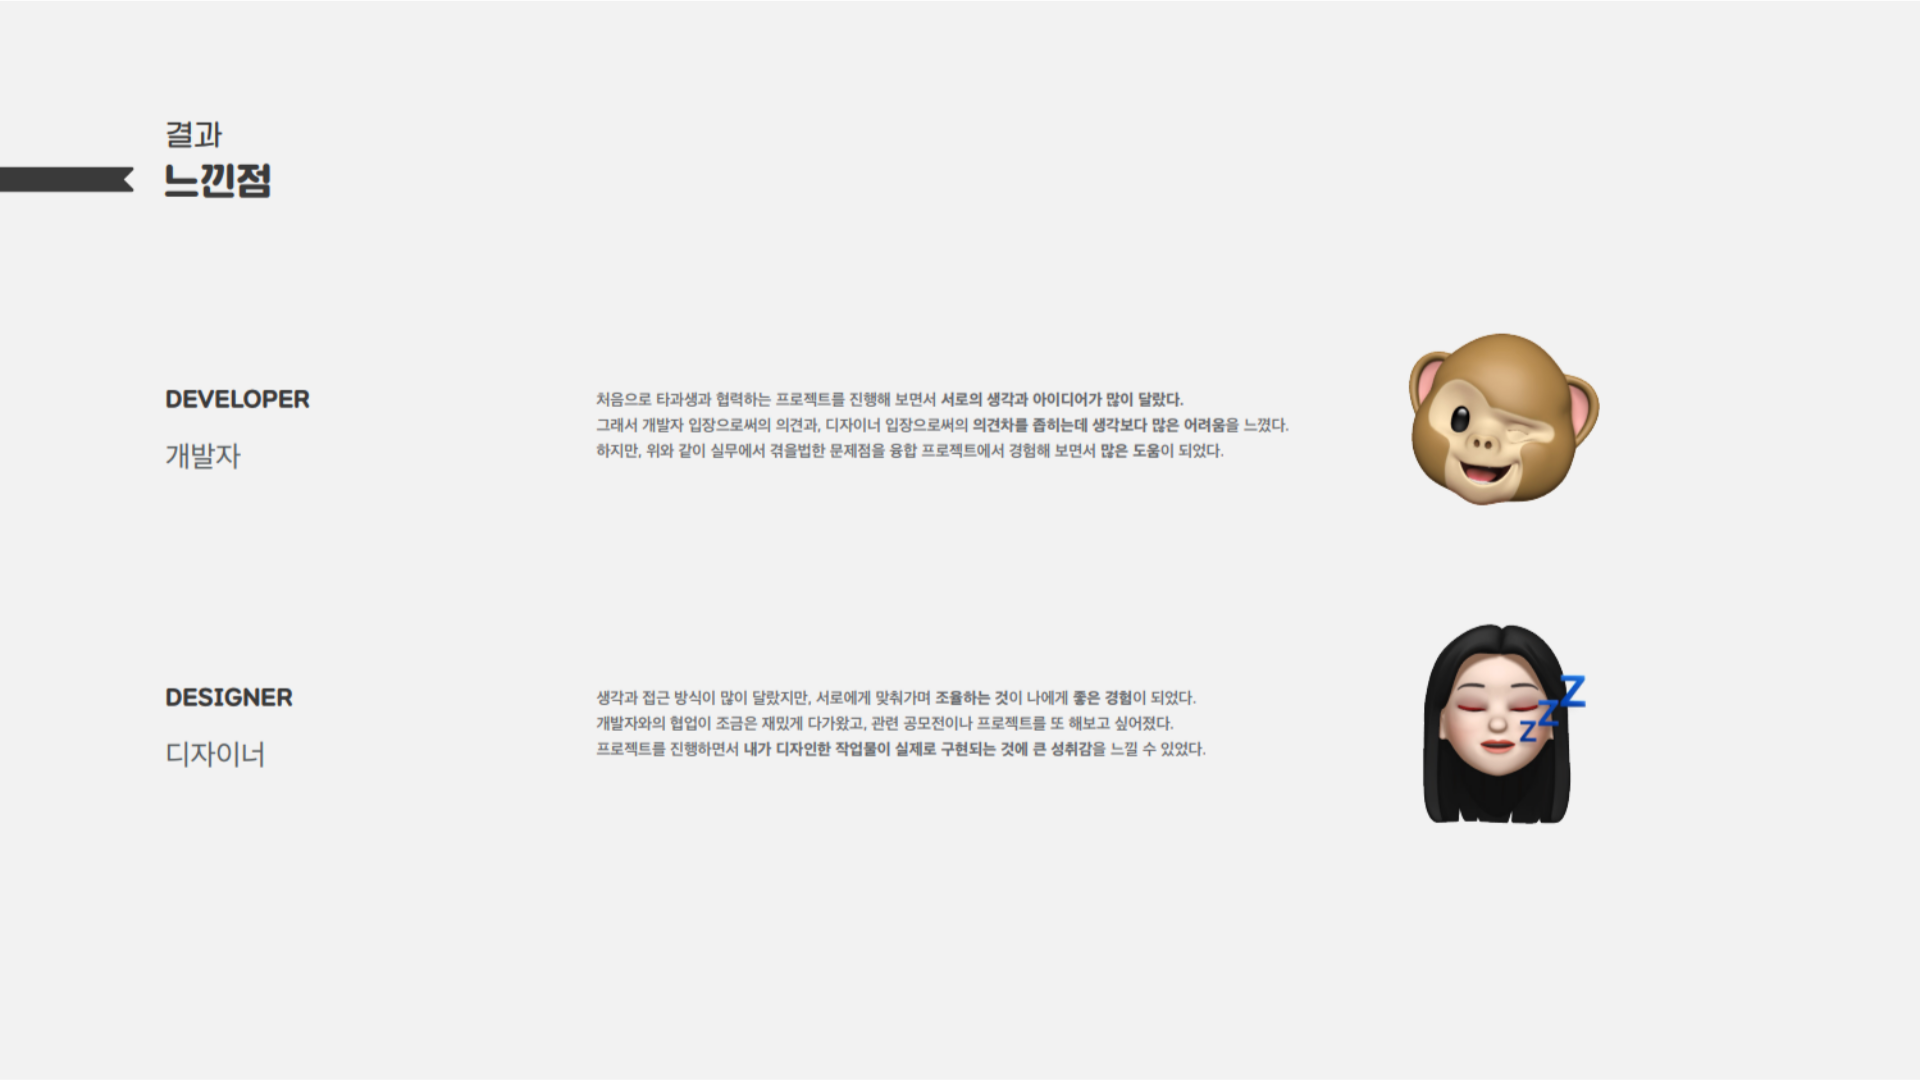 결과
느낀점
DEVELOPER
개발자
처음으로 타과생과 협력하는 프로젝트를 진행해 보면서 서로의 생각과 아이디어가 많이 달랐다.
그래서 개발자 입장으로써의 의견과, 디자이너 입장으로써의 의견차를 좁히는데 생각보다 많은 어려움을 느꼈다.
하지만, 위와 같이 실무에서 겪을법한 문제점을 융합 프로젝트에서 경험해 보면서 많은 도움이 되었다.
DESIGNER
디자이너
생각과 접근 방식이 많이 달랐지만, 서로에게 맞춰가며 조율하는 것이 나에게 좋은 경험이 되었다.
개발자와의 협업이 조금은 재밌게 다가왔고, 관련 공모전이나 프로젝트를 또 해보고 싶어졌다.
프로젝트를 진행하면서 내가 디자인한 작업물이 실제로 구현되는 것에 큰 성취감을 느낄 수 있었다.
z Z Z